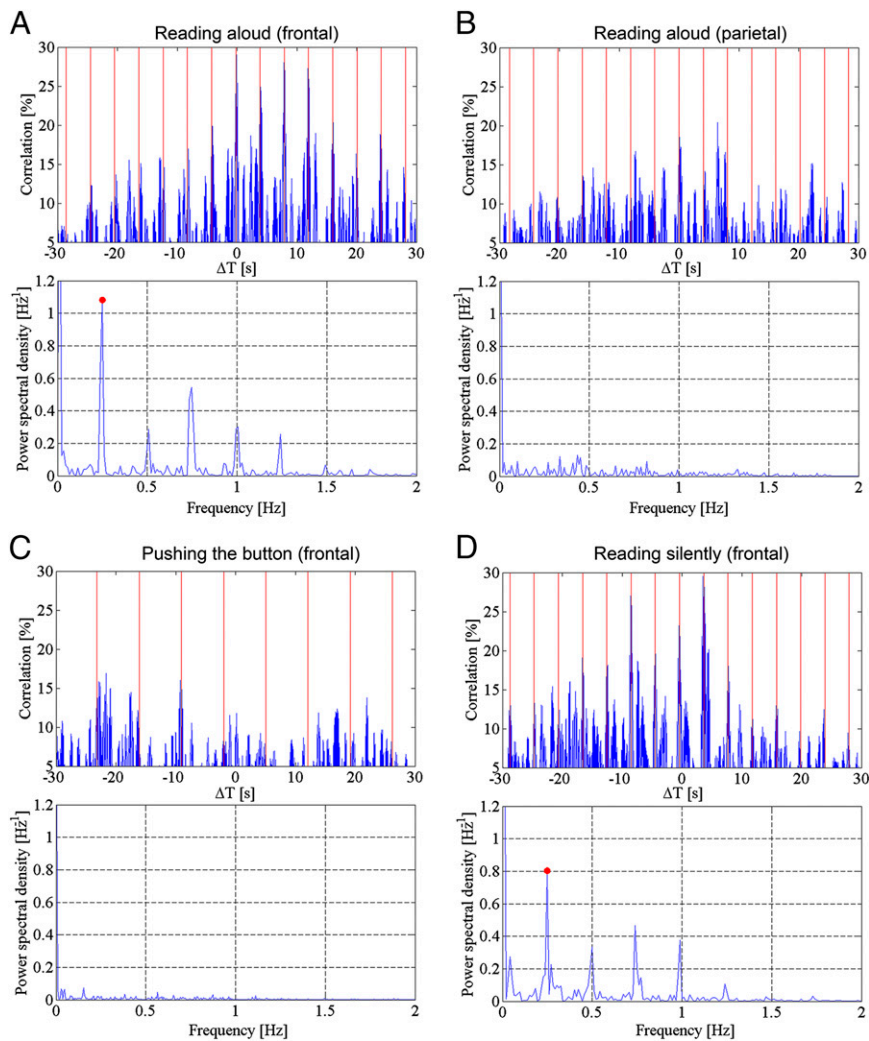 A
Reading aloud (frontal)
Correlation [%]
30
25
20
15
10
5
-30 -20 -10 0 10 20 30
ΔT [s]
Power spectral density [Hz¹]
1.2
1
0.8
0.6
0.4
0.2
0
0 0.5 1 1.5 2
Frequency [Hz]
B
Reading aloud (parietal)
Correlation [%]
30
25
20
15
10
5
-30 -20 -10 0 10 20 30
ΔT [s]
Power spectral density [Hz¹]
1.2
1
0.8
0.6
0.4
0.2
0
0 0.5 1 1.5 2
Frequency [Hz]
C
Pushing the button (frontal)
Correlation [%]
30
25
20
15
10
5
-30 -20 -10 0 10 20 30
ΔT [s]
Power spectral density [Hz¹]
1.2
1
0.8
0.6
0.4
0.2
0
0 0.5 1 1.5 2
Frequency [Hz]
D
Reading silently (frontal)
Correlation [%]
30
25
20
15
10
5
-30 -20 -10 0 10 20 30
ΔT [s]
Power spectral density [Hz¹]
1.2
1
0.8
0.6
0.4
0.2
0
0 0.5 1 1.5 2
Frequency [Hz]